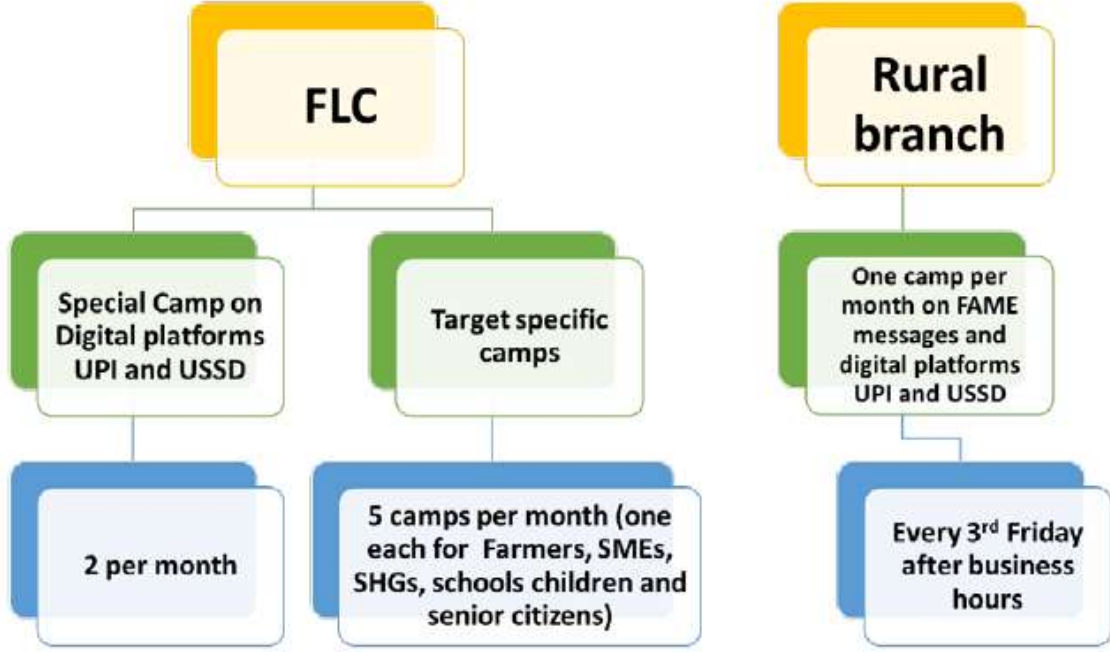 FLC
Rural
branch
Special Camp on
Digital platforms
UPI and USSD
Target specific
camps
One camp per
month on FAME
messages and
digital platforms
UPI and USSD
2 per month
5 camps per month (one
each for Farmers, SMEs,
SHGs, schools children and
senior citizens)
Every 3rd Friday
after business
hours